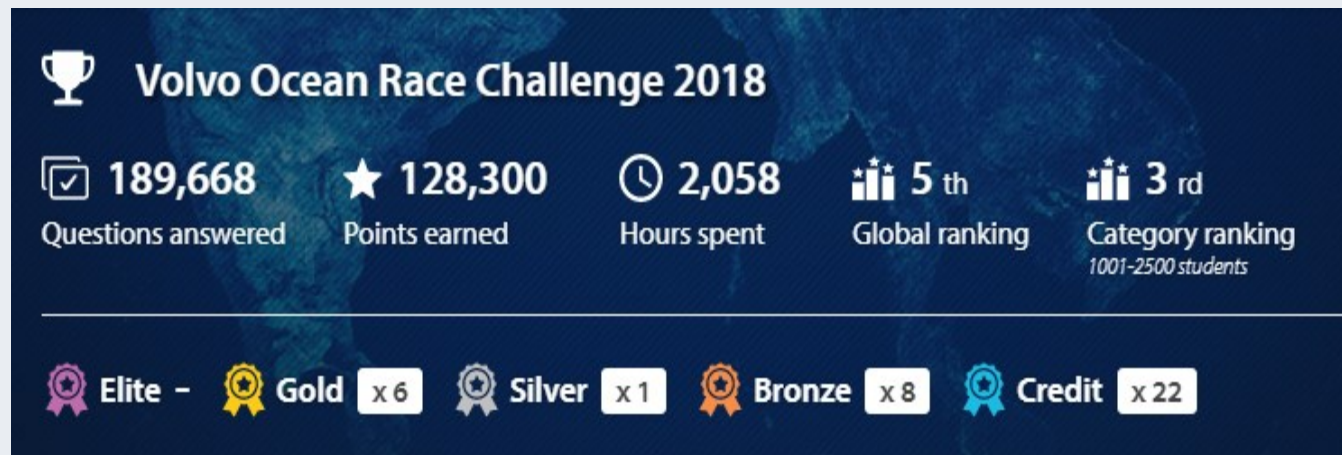 Volvo Ocean Race Challenge 2018
189,668 128,300 2,058 5 th 3 rd
Questions answered Points earned Hours spent Global ranking Category ranking
1001-2500 students
Elite – Gold x 6 Silver x 1 Bronze x 8 Credit x 22